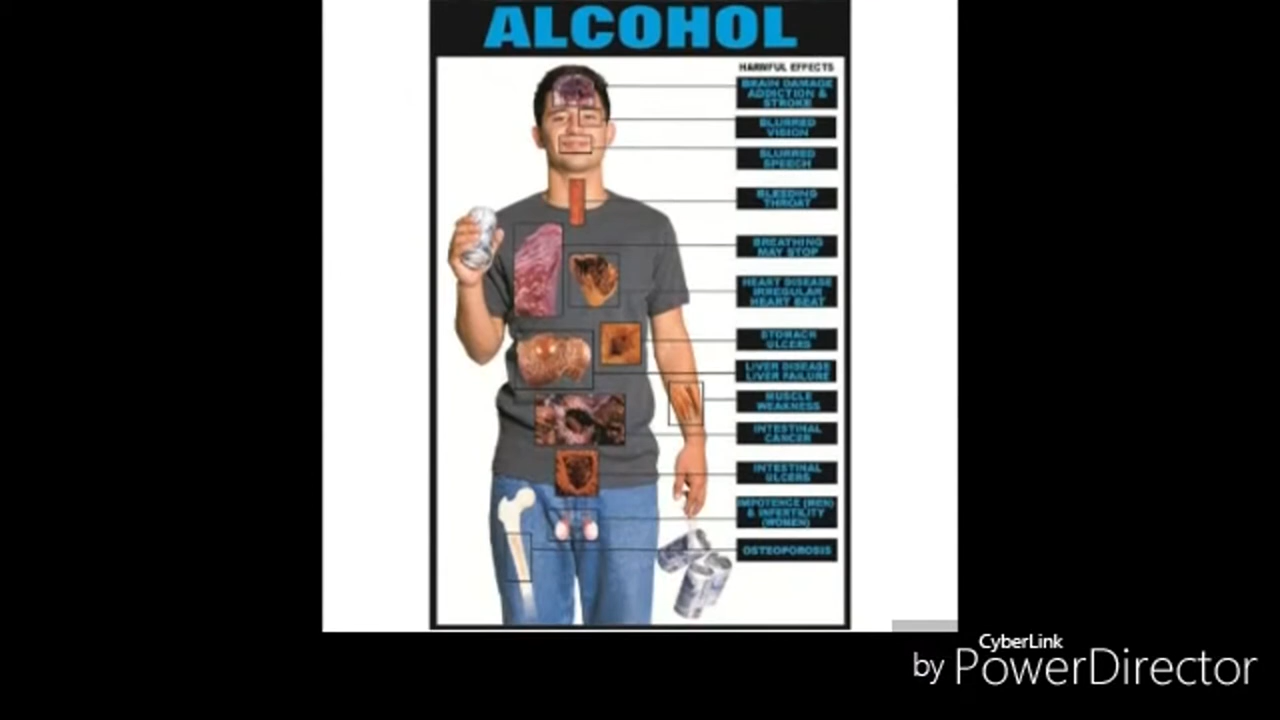 ALCOHOL
HARMFUL EFFECTS
BRAIN DAMAGE
ADDICTION &
STROKE
BLURRED
VISION
SLURRED
SPEECH
BLEEDING
THROAT
BREATHING
MAY STOP
HEART DISEASE
IRREGULAR
HEART BEAT
STOMACH
ULCERS
LIVER DISEASE
LIVER FAILURE
MUSCLE
WEAKNESS
INTESTINAL
CANCER
INTESTINAL
ULCERS
IMPOTENCE (MEN)
& INFERTILITY
(WOMEN)
OSTEOPOROSIS
CyberLink
by PowerDirector